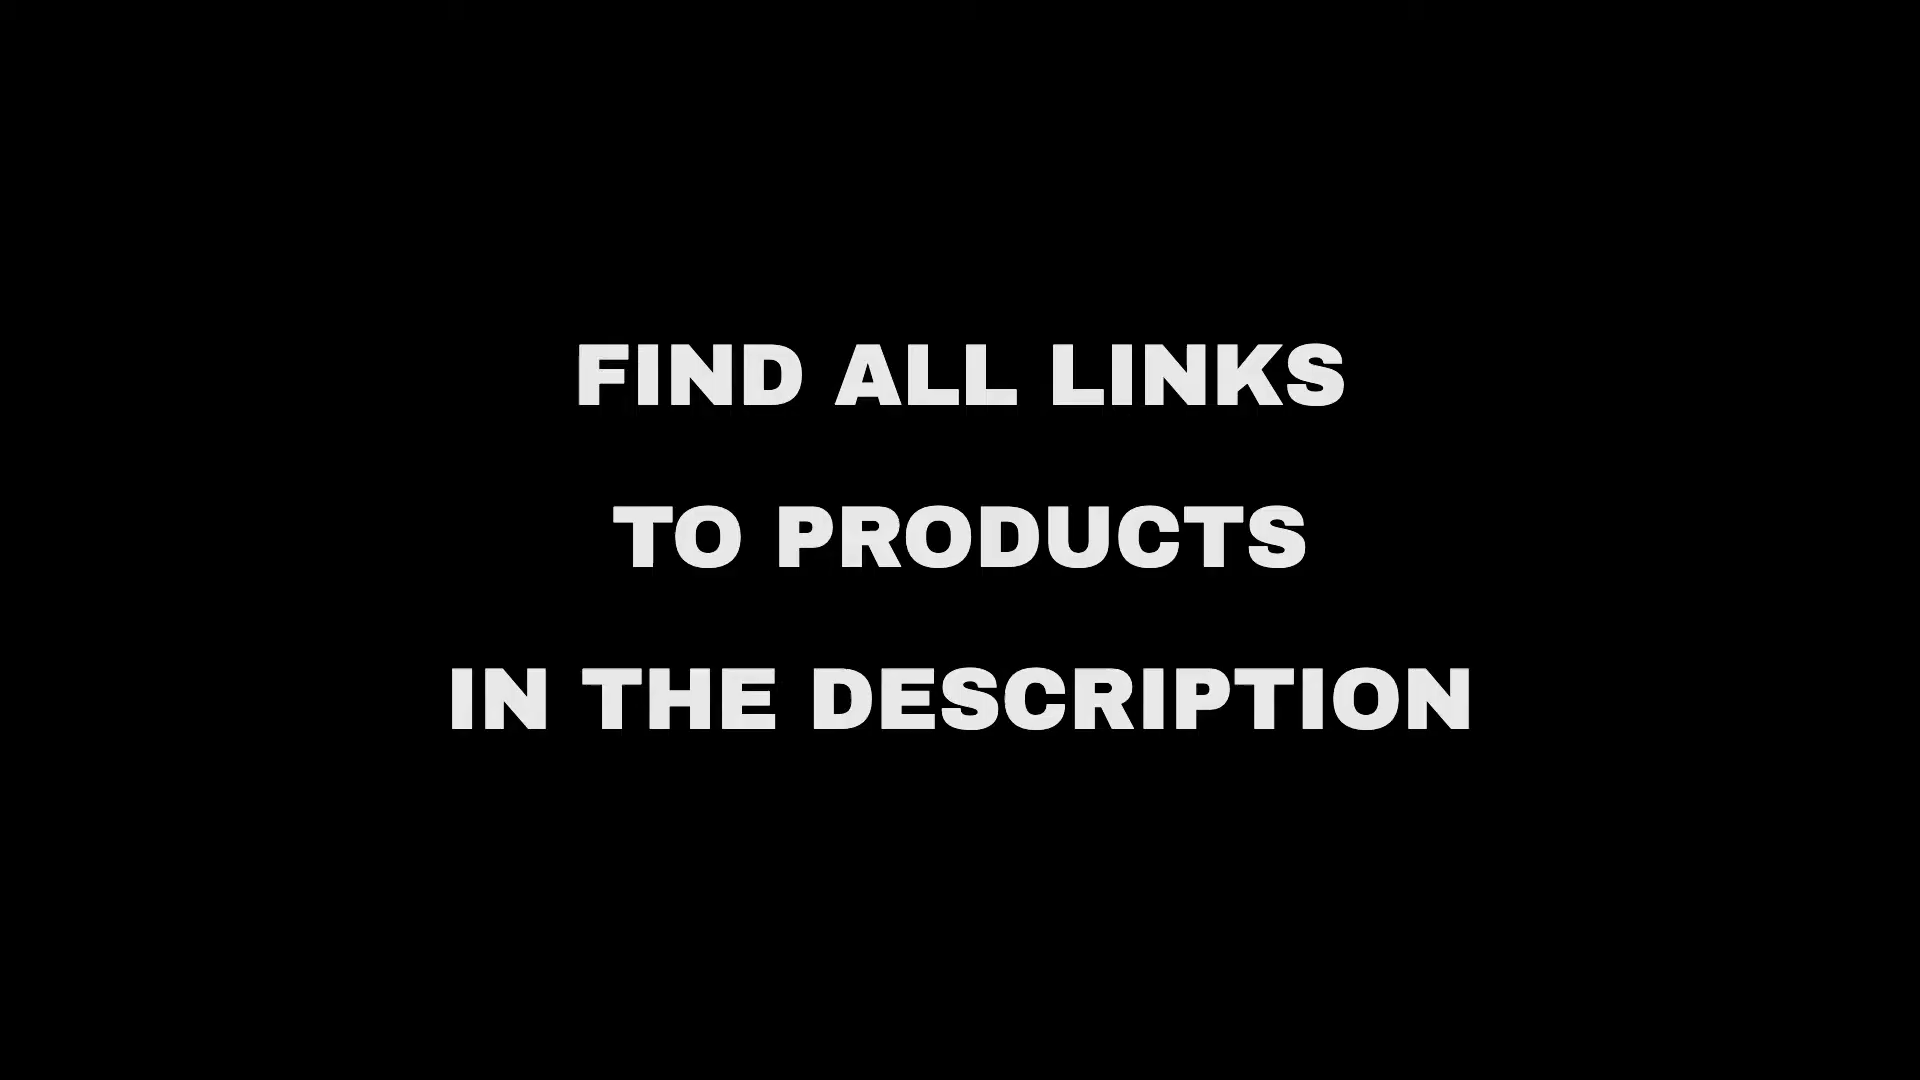 FIND ALL LINKS
TO PRODUCTS
IN THE DESCRIPTION